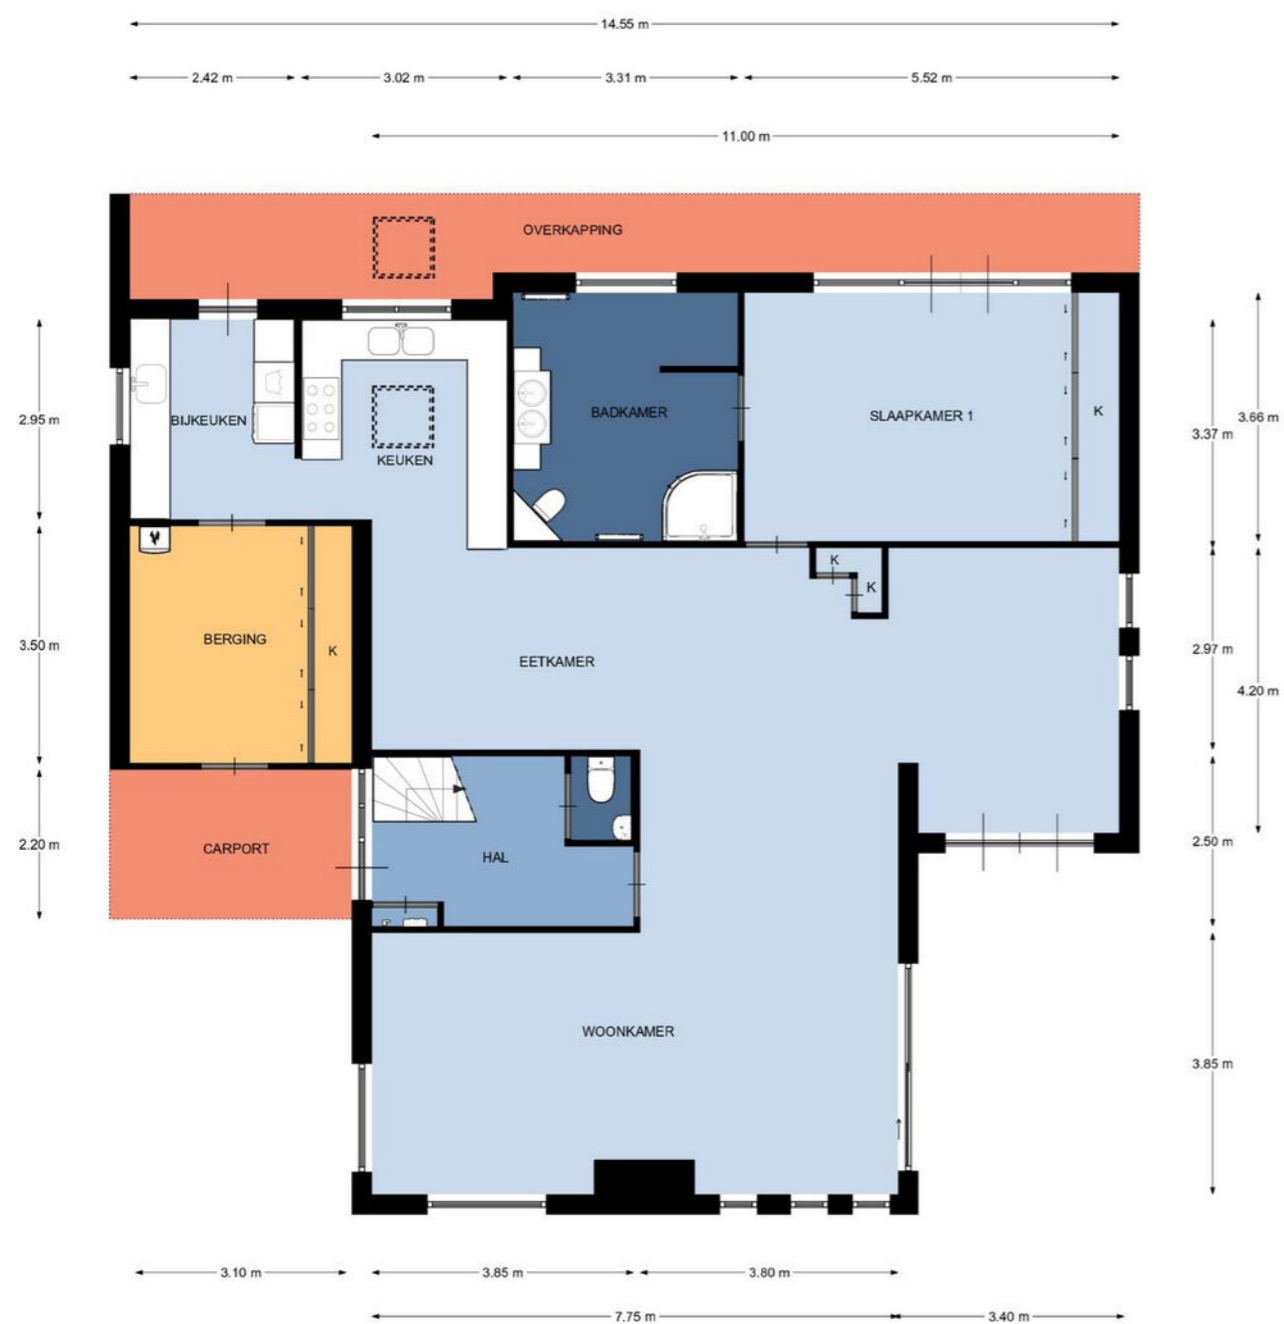 14.55 m
2.42 m
3.02 m
3.31 m
5.52 m
11.00 m
OVERKAPPING
BIJKEUKEN
KEUKEN
BADKAMER
SLAAPKAMER 1
K
2.95 m
3.37 m
3.66 m
K
K
BERGING
K
EETKAMER
3.50 m
2.97 m
4.20 m
CARPORT
HAL
2.20 m
2.50 m
WOONKAMER
3.85 m
3.10 m
3.85 m
3.80 m
7.75 m
3.40 m